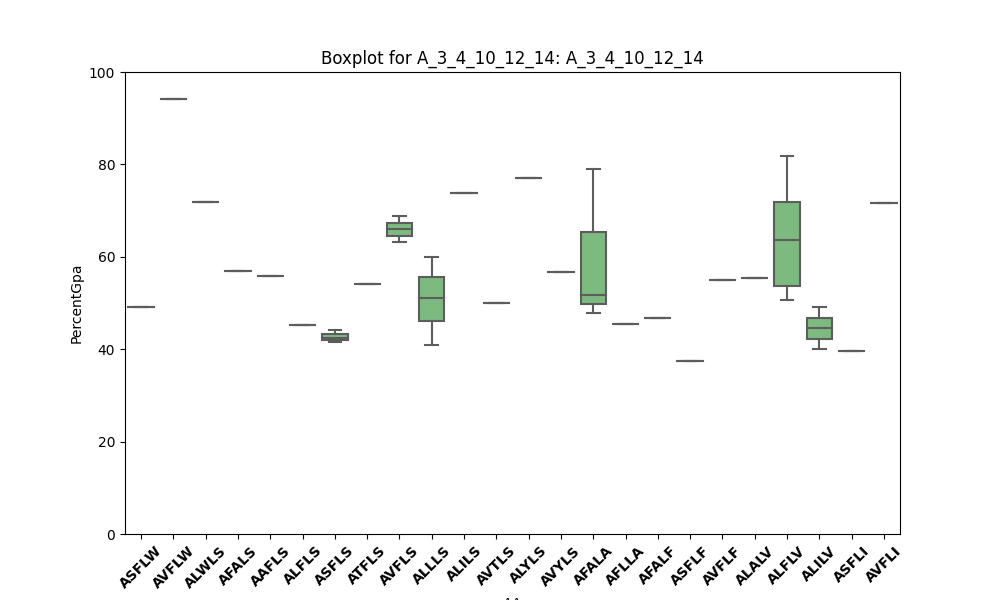 Boxplot for A_3_4_10_12_14: A_3_4_10_12_14
100
80
60
40
20
0
PercentGpa
ASFLW
AVFLW
ALWLS
AFALS
AAFLS
ALFLS
ASFLS
ATFLS
AVFLS
ALLLS
ALILS
AVTLS
ALYLS
AVYLS
AFALA
AFLLA
AFALF
ASFLF
AVFLF
ALALV
ALFLV
ALILV
ASFLI
AVFLI